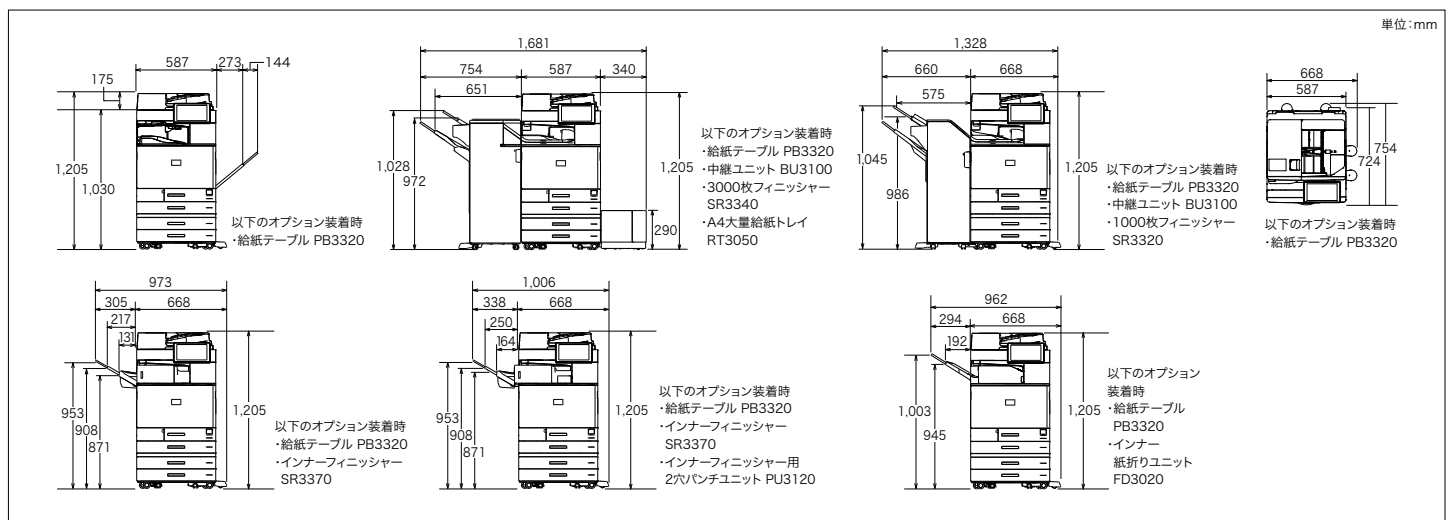 単位:mm
587
273
144
175
1,205
1,030
以下のオプション装着時
・給紙テーブル PB3320
1,681
754
587
340
651
1,028
972
1,205
290
以下のオプション装着時
・給紙テーブル PB3320
・中継ユニット BU3100
・3000枚フィニッシャー
SR3340
・A4大量給紙トレイ
RT3050
1,328
660
668
575
1,045
986
1,205
以下のオプション装着時
・給紙テーブル PB3320
・中継ユニット BU3100
・1000枚フィニッシャー
SR3320
668
587
754
724
以下のオプション装着時
・給紙テーブル PB3320
973
305
668
217
131
953
908
871
1,205
以下のオプション装着時
・給紙テーブル PB3320
・インナーフィニッシャー
SR3370
1,006
338
668
250
164
953
908
871
1,205
以下のオプション装着時
・給紙テーブル PB3320
・インナーフィニッシャー
SR3370
・インナーフィニッシャー用
2穴パンチユニット PU3120
962
294
668
192
1,003
945
1,205
以下のオプション
装着時
・給紙テーブル
PB3320
・インナー
紙折りユニット
FD3020